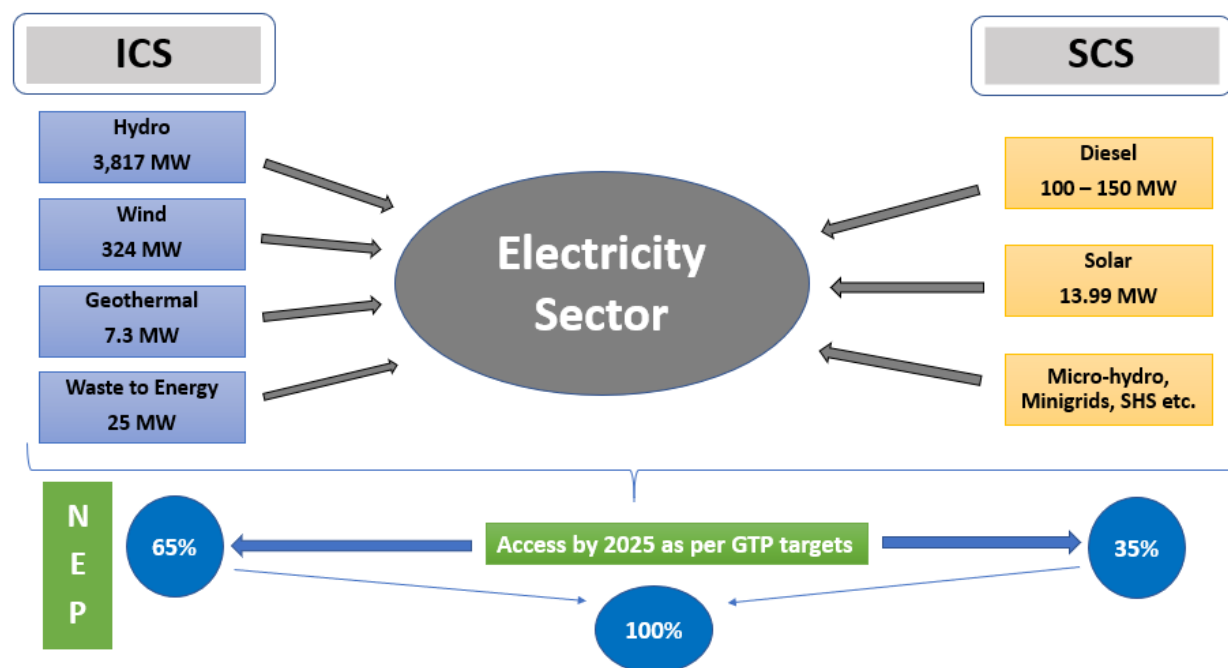 ICS
SCS
Hydro
3,817 MW
Wind
324 MW
Geothermal
7.3 MW
Waste to Energy
25 MW
Electricity
Sector
Diesel
100 – 150 MW
Solar
13.99 MW
Micro-hydro,
Minigrids, SHS etc.
N
E
P
65%
Access by 2025 as per GTP targets
35%
100%